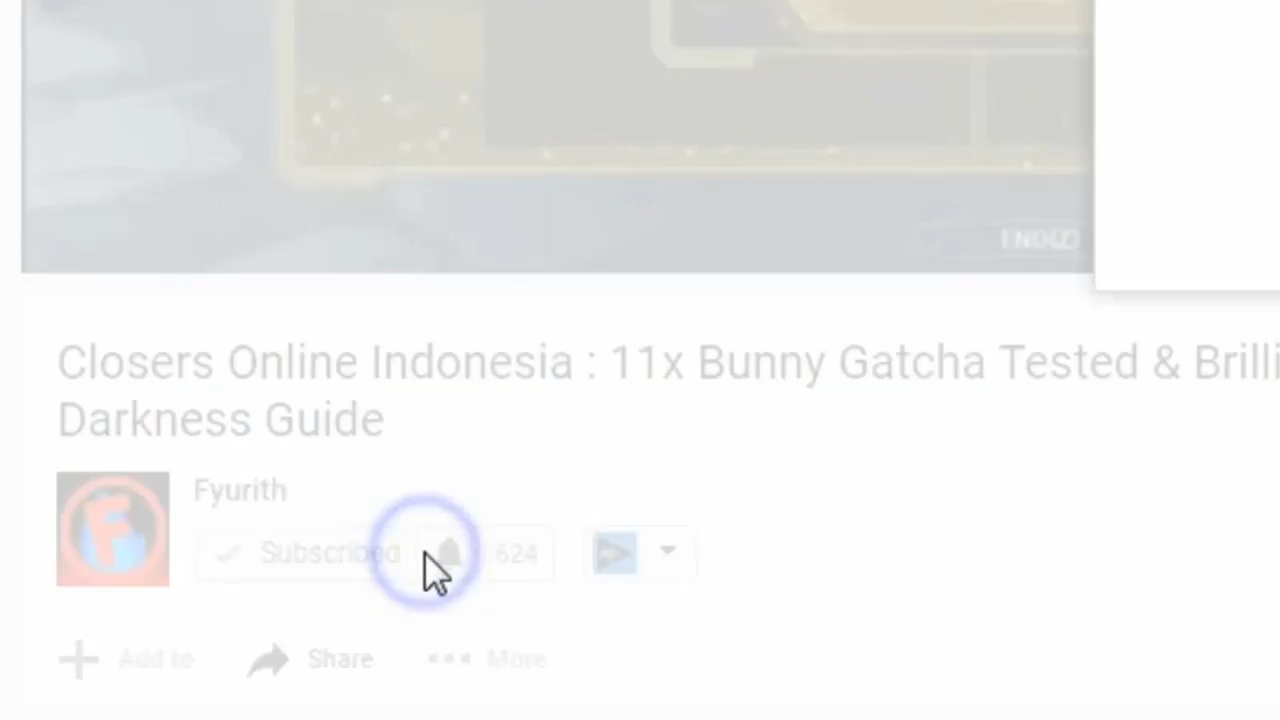 Closers Online Indonesia : 11x Bunny Gatcha Tested & Brilli
Darkness Guide
Fyurith
Subscribed 624
Add to Share More